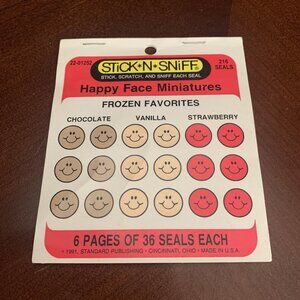 22-01252
STICK•N•SNIFF
216 SEALS
STICK, SCRATCH, AND SNIFF EACH SEAL
Happy Face Miniatures
FROZEN FAVORITES
CHOCOLATE VANILLA STRAWBERRY
6 PAGES OF 36 SEALS EACH
© 1991, STANDARD PUBLISHING • CINCINNATI, OHIO • MADE IN U.S.A.